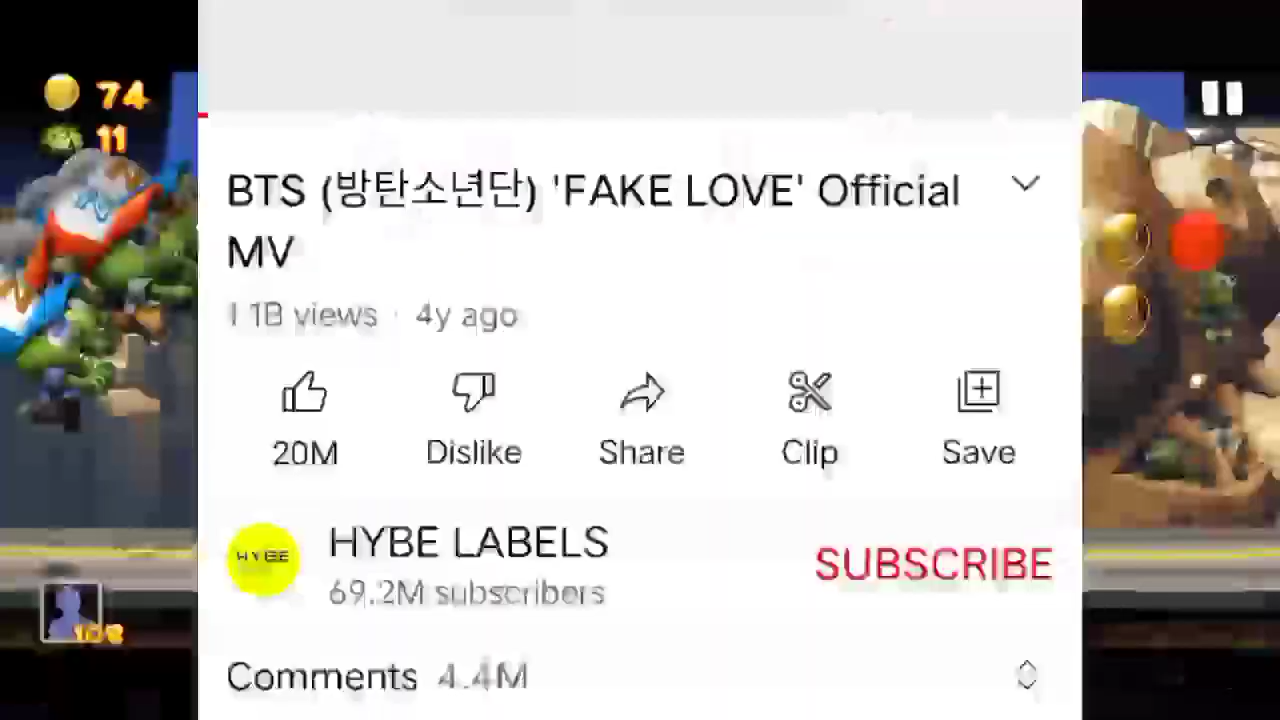 74
11
BTS (방탄소년단) 'FAKE LOVE' Official
MV
1.1B views · 4y ago
20M Dislike Share Clip Save
HYBE
HYBE LABELS
69.2M subscribers
SUBSCRIBE
Comments 4.4M